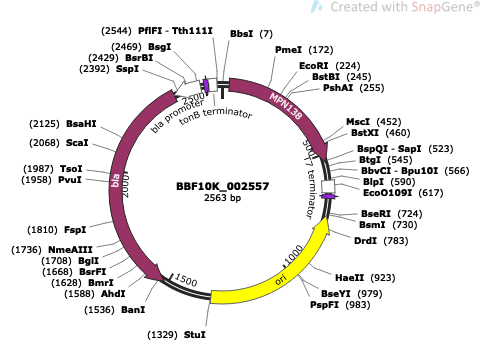 Created with SnapGene®
(2544) PflFI - Tth111I
BbsI (7)
(2469) BsgI
(2429) BsrBI
(2392) SspI
PmeI (172)
EcoRI (224)
BstBI (245)
PshAI (255)
2500
bla promoter
tonB terminator
MPN138
MscI (452)
BstXI (460)
(2125) BsaHI
(2068) ScaI
500
BspQI - SapI (523)
BtgI (545)
BbvCI - Bpu10I (566)
BlpI (590)
EcoO109I (617)
T7 terminator
(1987) TsoI
(1958) PvuI
bla
2000
BBF10K_002557
2563 bp
BseRI (724)
BsmI (730)
DrdI (783)
(1810) FspI
(1736) NmeAIII
(1708) BglI
(1668) BsrFI
(1628) BmrI
(1588) AhdI
(1536) BanI
1500
1000
ori
HaeII (923)
BseYI (979)
PspFI (983)
(1329) StuI